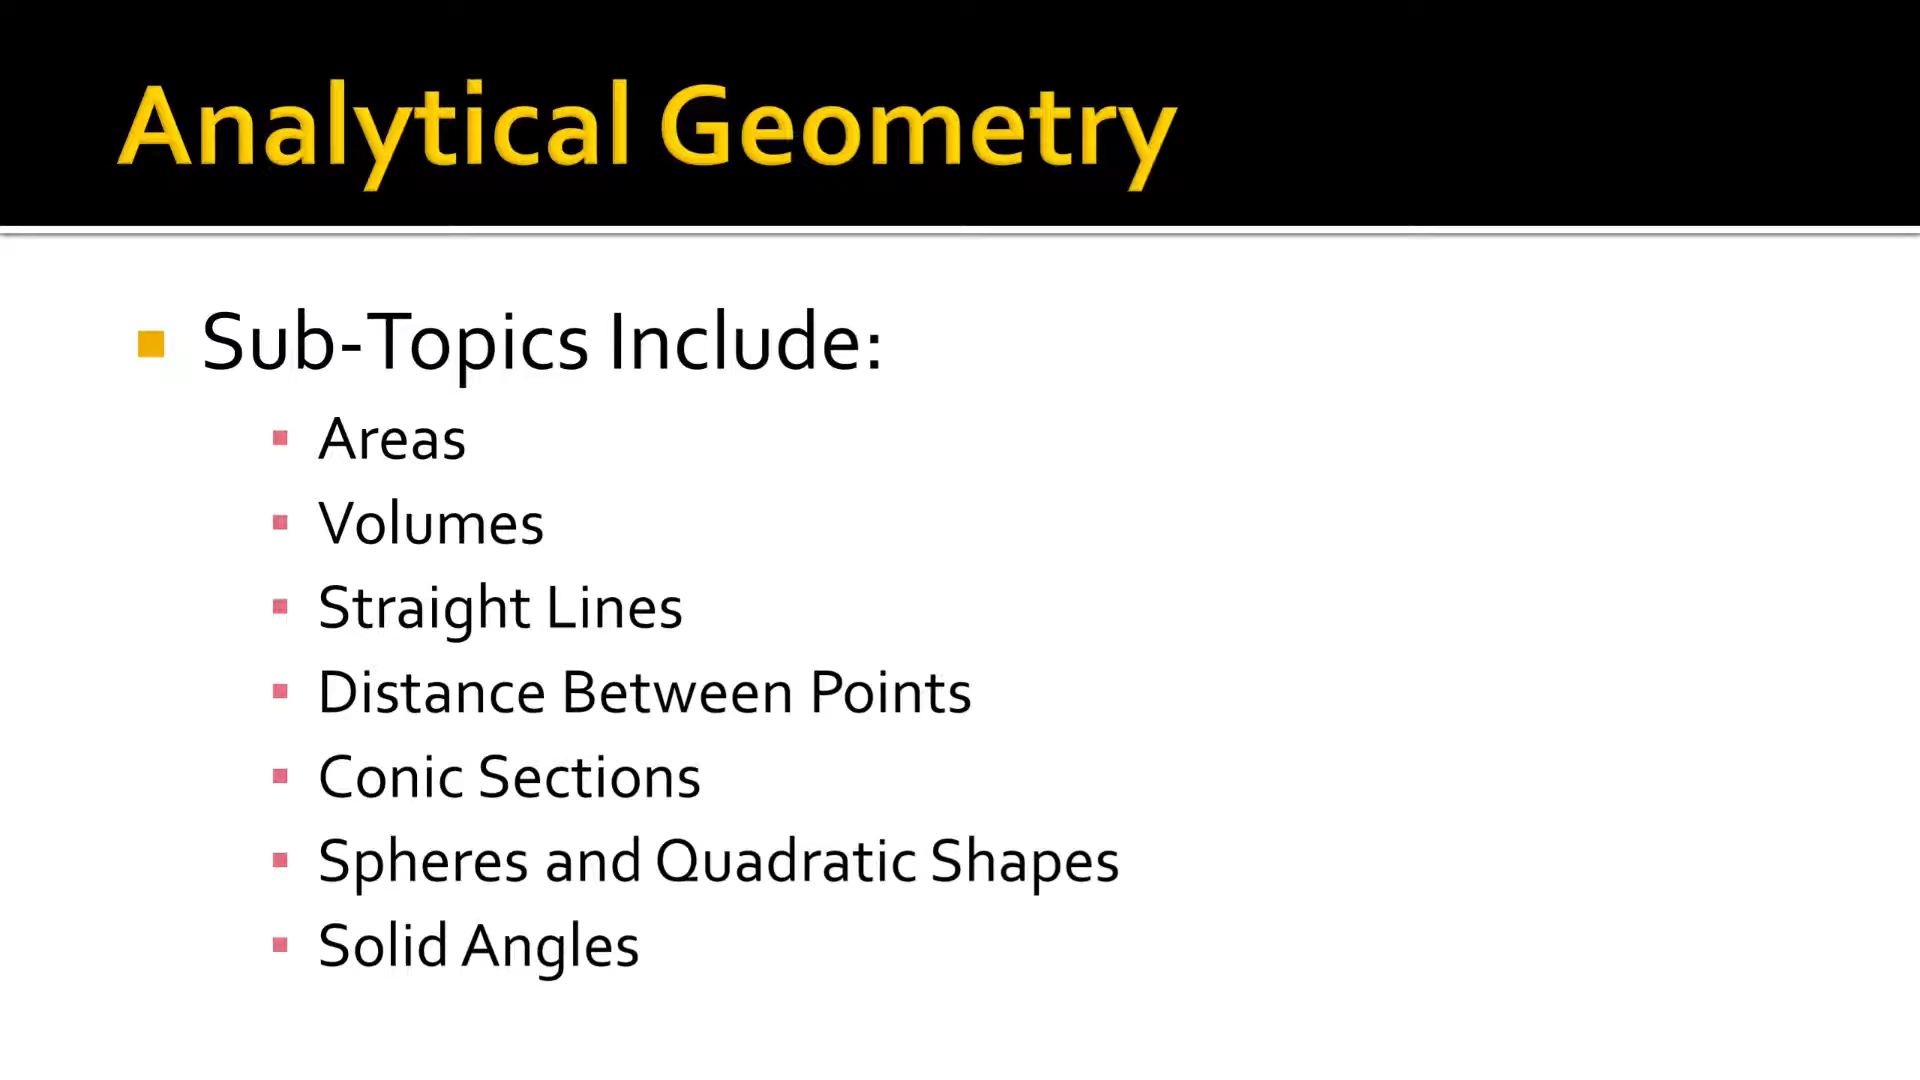 Analytical Geometry
Sub-Topics Include:
Areas
Volumes
Straight Lines
Distance Between Points
Conic Sections
Spheres and Quadratic Shapes
Solid Angles